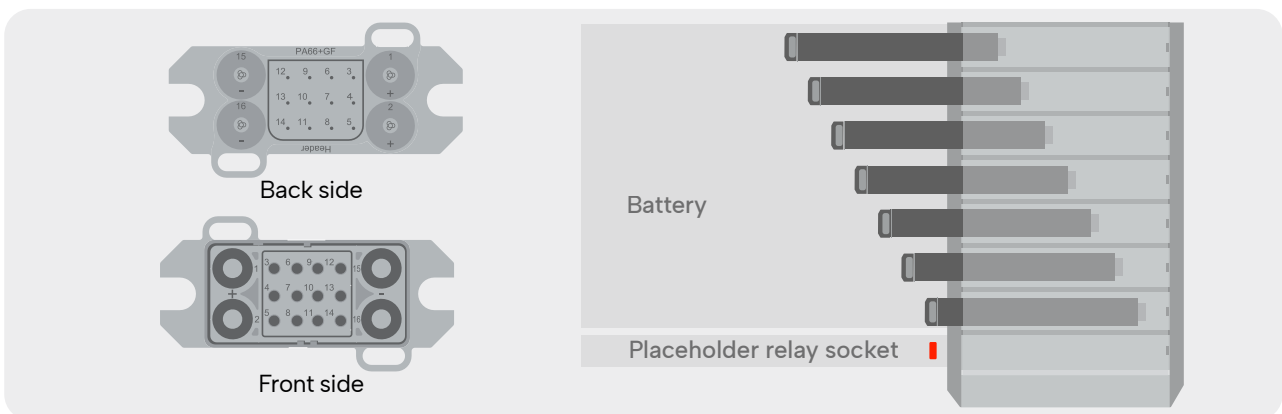 PA66+GF
15 1
12 9 6 3
- +
13 10 7 4
16 2
14 11 8 5
- +
Header
Back side
3 6 9 12
1 15
4 7 10 13
+ -
5 8 11 14
2 16
Front side
Battery
Placeholder relay socket